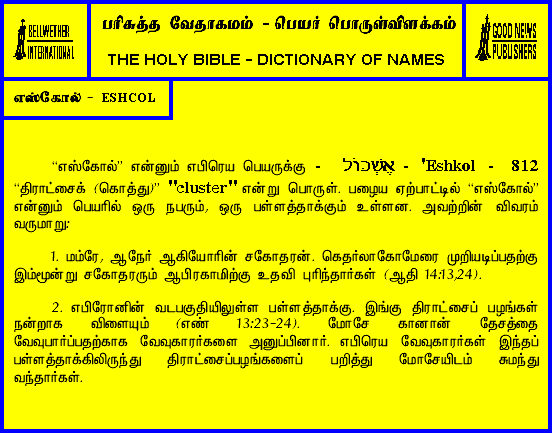 BELLWETHER
INTERNATIONAL
பரிசுத்த வேதாகமம் - பெயர் பொருள்விளக்கம்
THE HOLY BIBLE - DICTIONARY OF NAMES
GOOD NEWS
PUBLISHERS
எஸ்கோல் - ESHCOL
“எஸ்கோல்” என்னும் எபிரெய பெயருக்கு - אֶשְׁכּוֹל - 'Eshkol - 812
“திராட்சைக் (கொத்து)” "cluster" என்று பொருள். பழைய ஏற்பாட்டில் “எஸ்கோல்”
என்னும் பெயரில் ஒரு நபரும், ஒரு பள்ளத்தாக்கும் உள்ளன. அவற்றின் விவரம்
வருமாறு:
1. மம்ரே, ஆநேர் ஆகியோரின் சகோதரன். கெதர்லாகோமேரை முறியடிப்பதற்கு
இம்மூன்று சகோதரரும் ஆபிரகாமிற்கு உதவி புரிந்தார்கள் (ஆதி 14:13,24).
2. எபிரோனின் வடபகுதியிலுள்ள பள்ளத்தாக்கு. இங்கு திராட்சைப் பழங்கள்
நன்றாக விளையும் (எண் 13:23-24). மோசே கானான் தேசத்தை
வேவுபார்ப்பதற்காக வேவுகாரர்களை அனுப்பினார். எபிரெய வேவுகாரர்கள் இந்தப்
பள்ளத்தாக்கிலிருந்து திராட்சைப்பழங்களைப் பறித்து மோசேயிடம் சுமந்து
வந்தார்கள்.